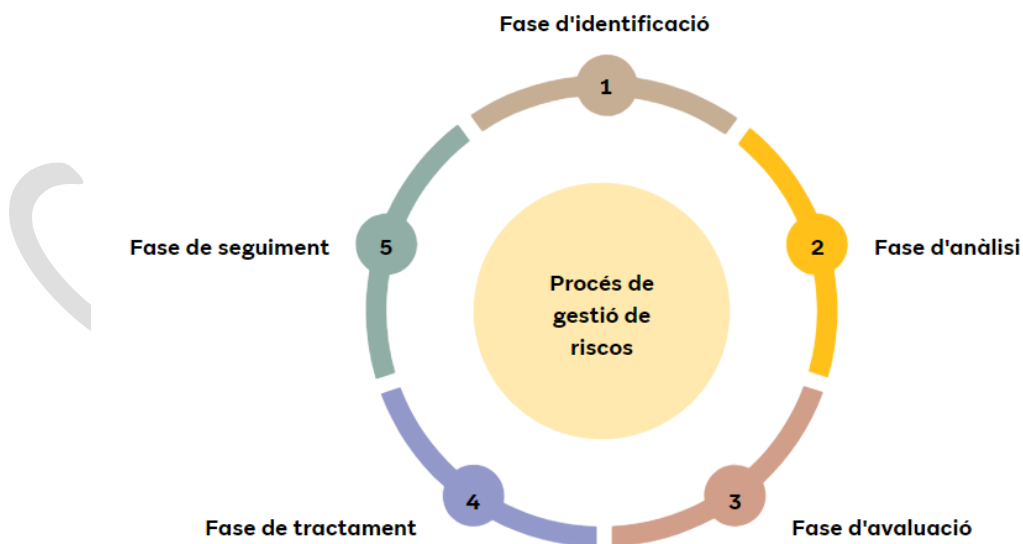 Fase d'identificació
1
2
Fase d'anàlisi
3
Fase d'avaluació
4
Fase de tractament
5
Fase de seguiment
Procés de
gestió de
riscos